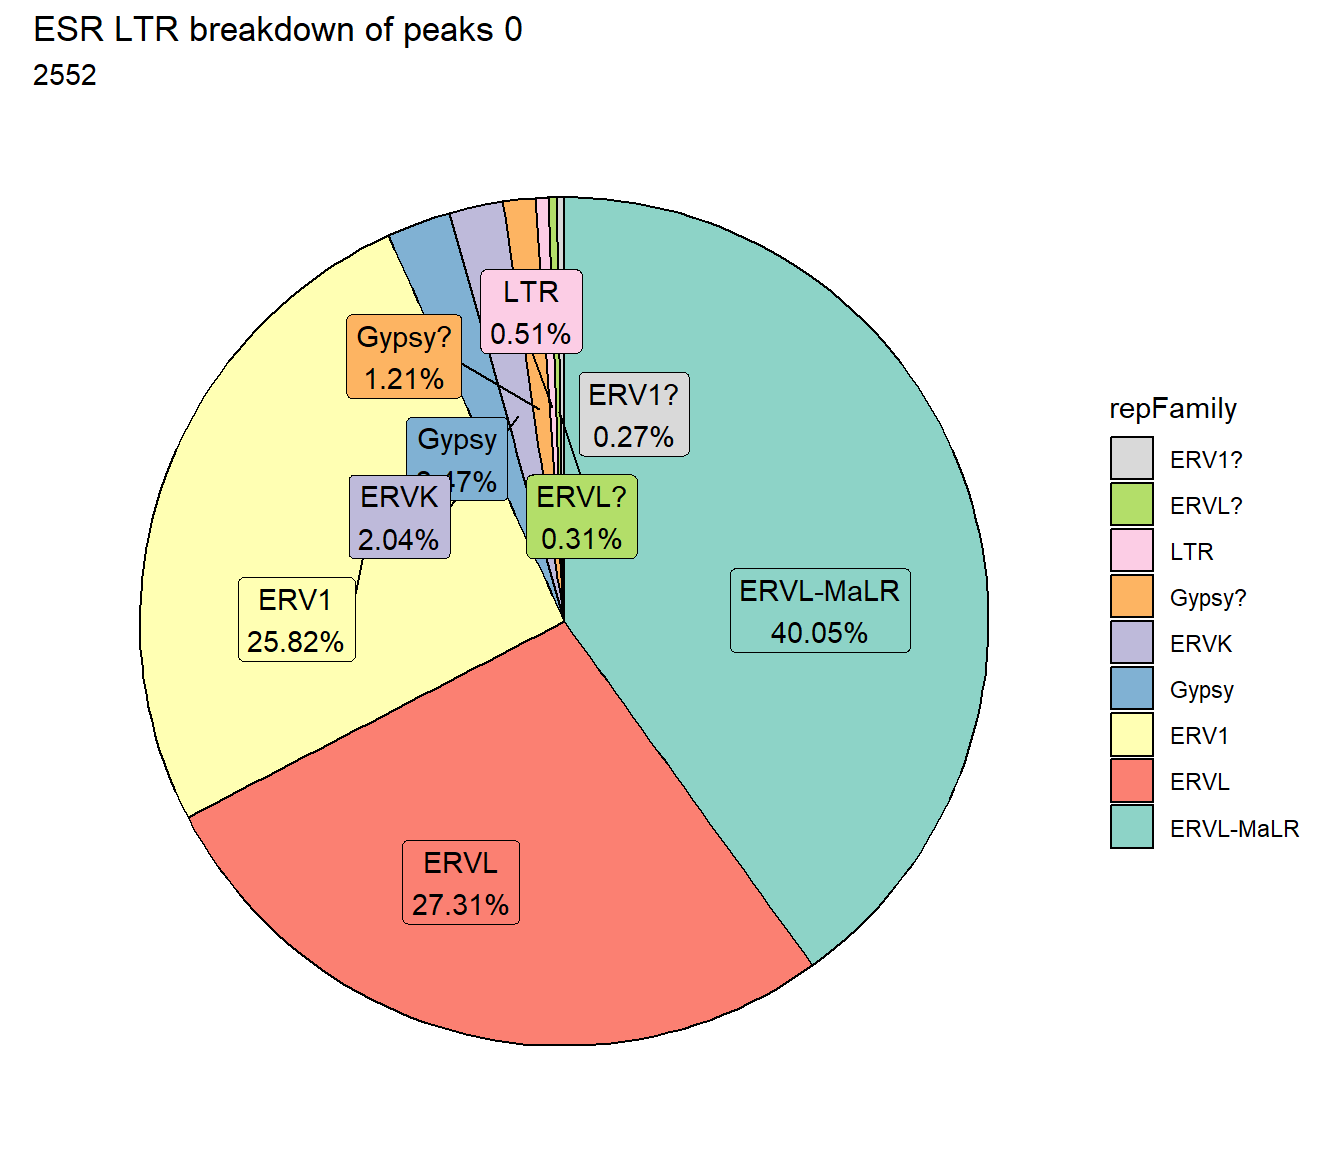 ESR LTR breakdown of peaks 0
2552
LTR
0.51%
Gypsy?
1.21%
ERV1?
0.27%
Gypsy
47%
ERVK
2.04%
ERVL?
0.31%
ERV1
25.82%
ERVL-MaLR
40.05%
ERVL
27.31%
repFamily
ERV1?
ERVL?
LTR
Gypsy?
ERVK
Gypsy
ERV1
ERVL
ERVL-MaLR